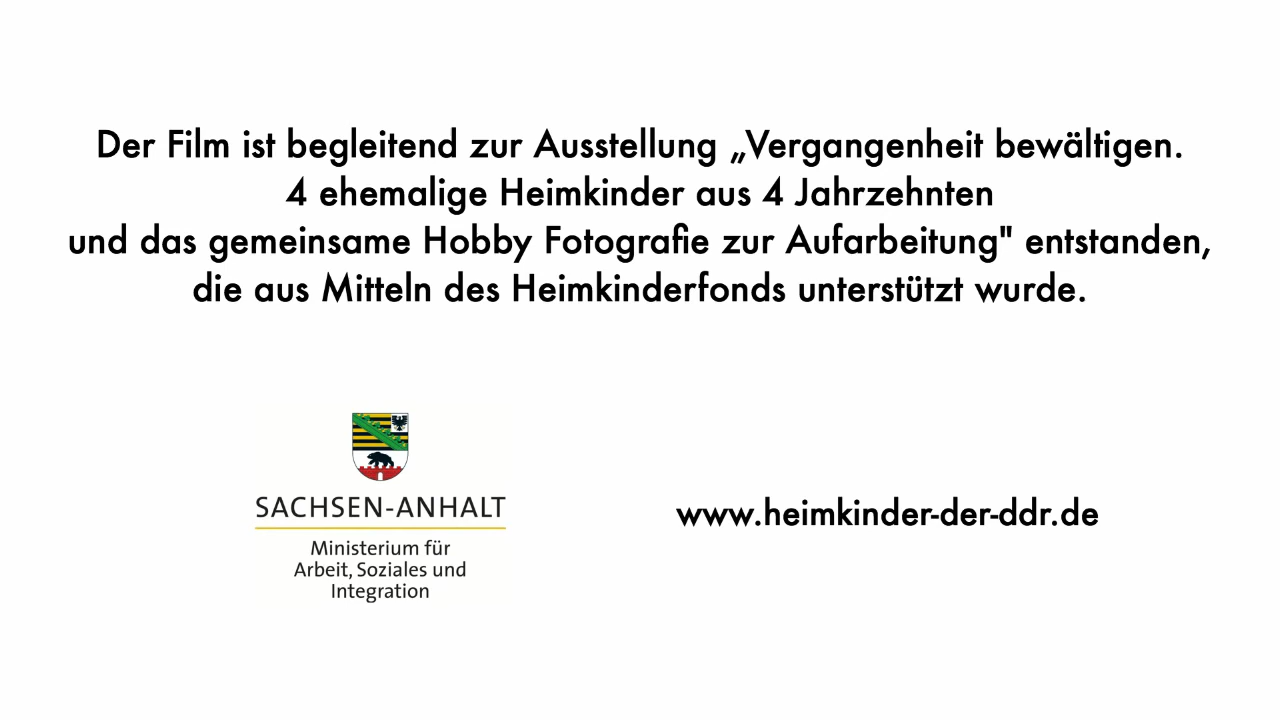 Der Film ist begleitend zur Ausstellung „Vergangenheit bewältigen.
4 ehemalige Heimkinder aus 4 Jahrzehnten
und das gemeinsame Hobby Fotografie zur Aufarbeitung" entstanden,
die aus Mitteln des Heimkinderfonds unterstützt wurde.
SACHSEN-ANHALT
Ministerium für
Arbeit, Soziales und
Integration
www.heimkinder-der-ddr.de